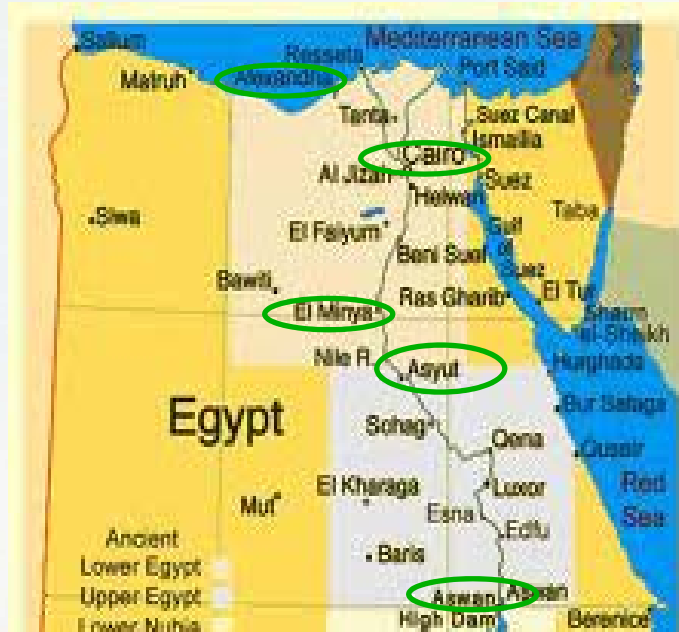 Mediterranean Sea
Sallum
Rosseta
Matruh
Alexandria
Port Said
Tanta
Suez Canal
Ismailia
Cairo
Al Jizah
Suez
Helwan
Siwa
Taba
El Faiyum
Gulf
of
Suez
Beni Suef
Bawiti
Ras Gharib
El Tur
El Minya
Sharm
el-Sheikh
Nile R.
Asyut
Hurghada
Egypt
Bur Safaga
Sohag
Qena
Qusair
El Kharaga
Luxor
Red
Sea
Mut
Esna
Edfu
Ancient
Baris
Lower Egypt
Upper Egypt
Aswan
Aswan
High Dam
Lower Nubia
Berenice